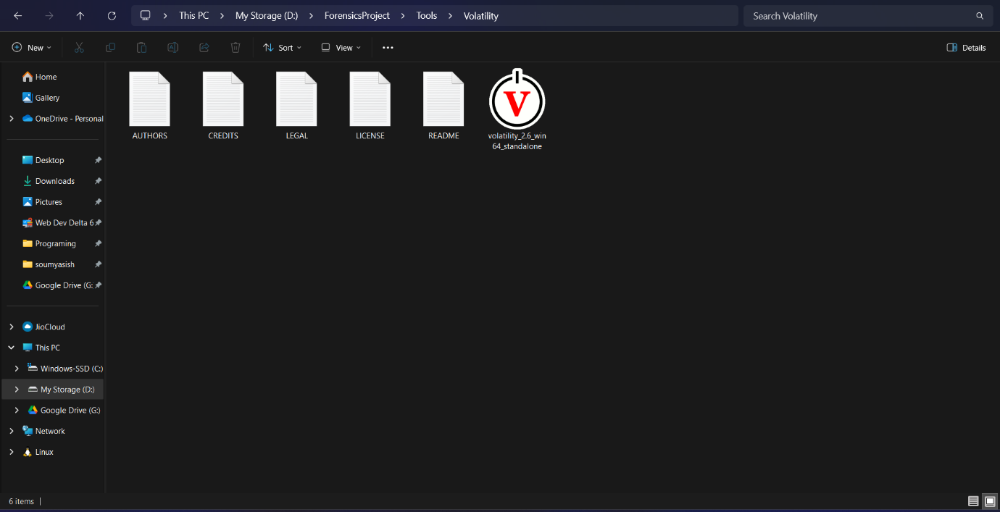 This PC > My Storage (D:) > ForensicsProject > Tools > Volatility
Search Volatility
New
Sort
View
Details
Home
Gallery
OneDrive - Personal
Desktop
Downloads
Pictures
Web Dev Delta 6
Programing
soumyasish
Google Drive (G:
JioCloud
This PC
Windows-SSD (C:)
My Storage (D:)
Google Drive (G:)
Network
Linux
AUTHORS
CREDITS
LEGAL
LICENSE
README
V
volatility_2.6_win
64_standalone
6 items